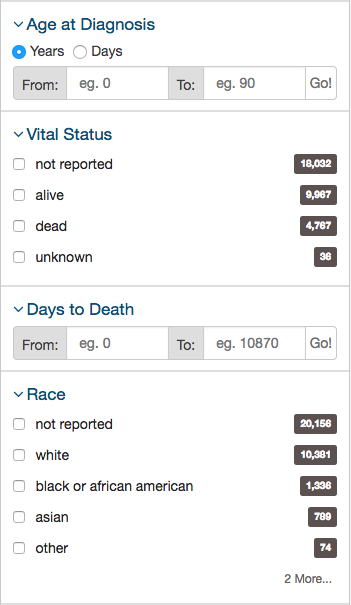 Age at Diagnosis
Years Days
From: eg. 0 To: eg. 90 Go!
Vital Status
not reported 18,032
alive 9,967
dead 4,767
unknown 36
Days to Death
From: eg. 0 To: eg. 10870 Go!
Race
not reported 20,156
white 10,381
black or african american 1,336
asian 789
other 74
2 More...